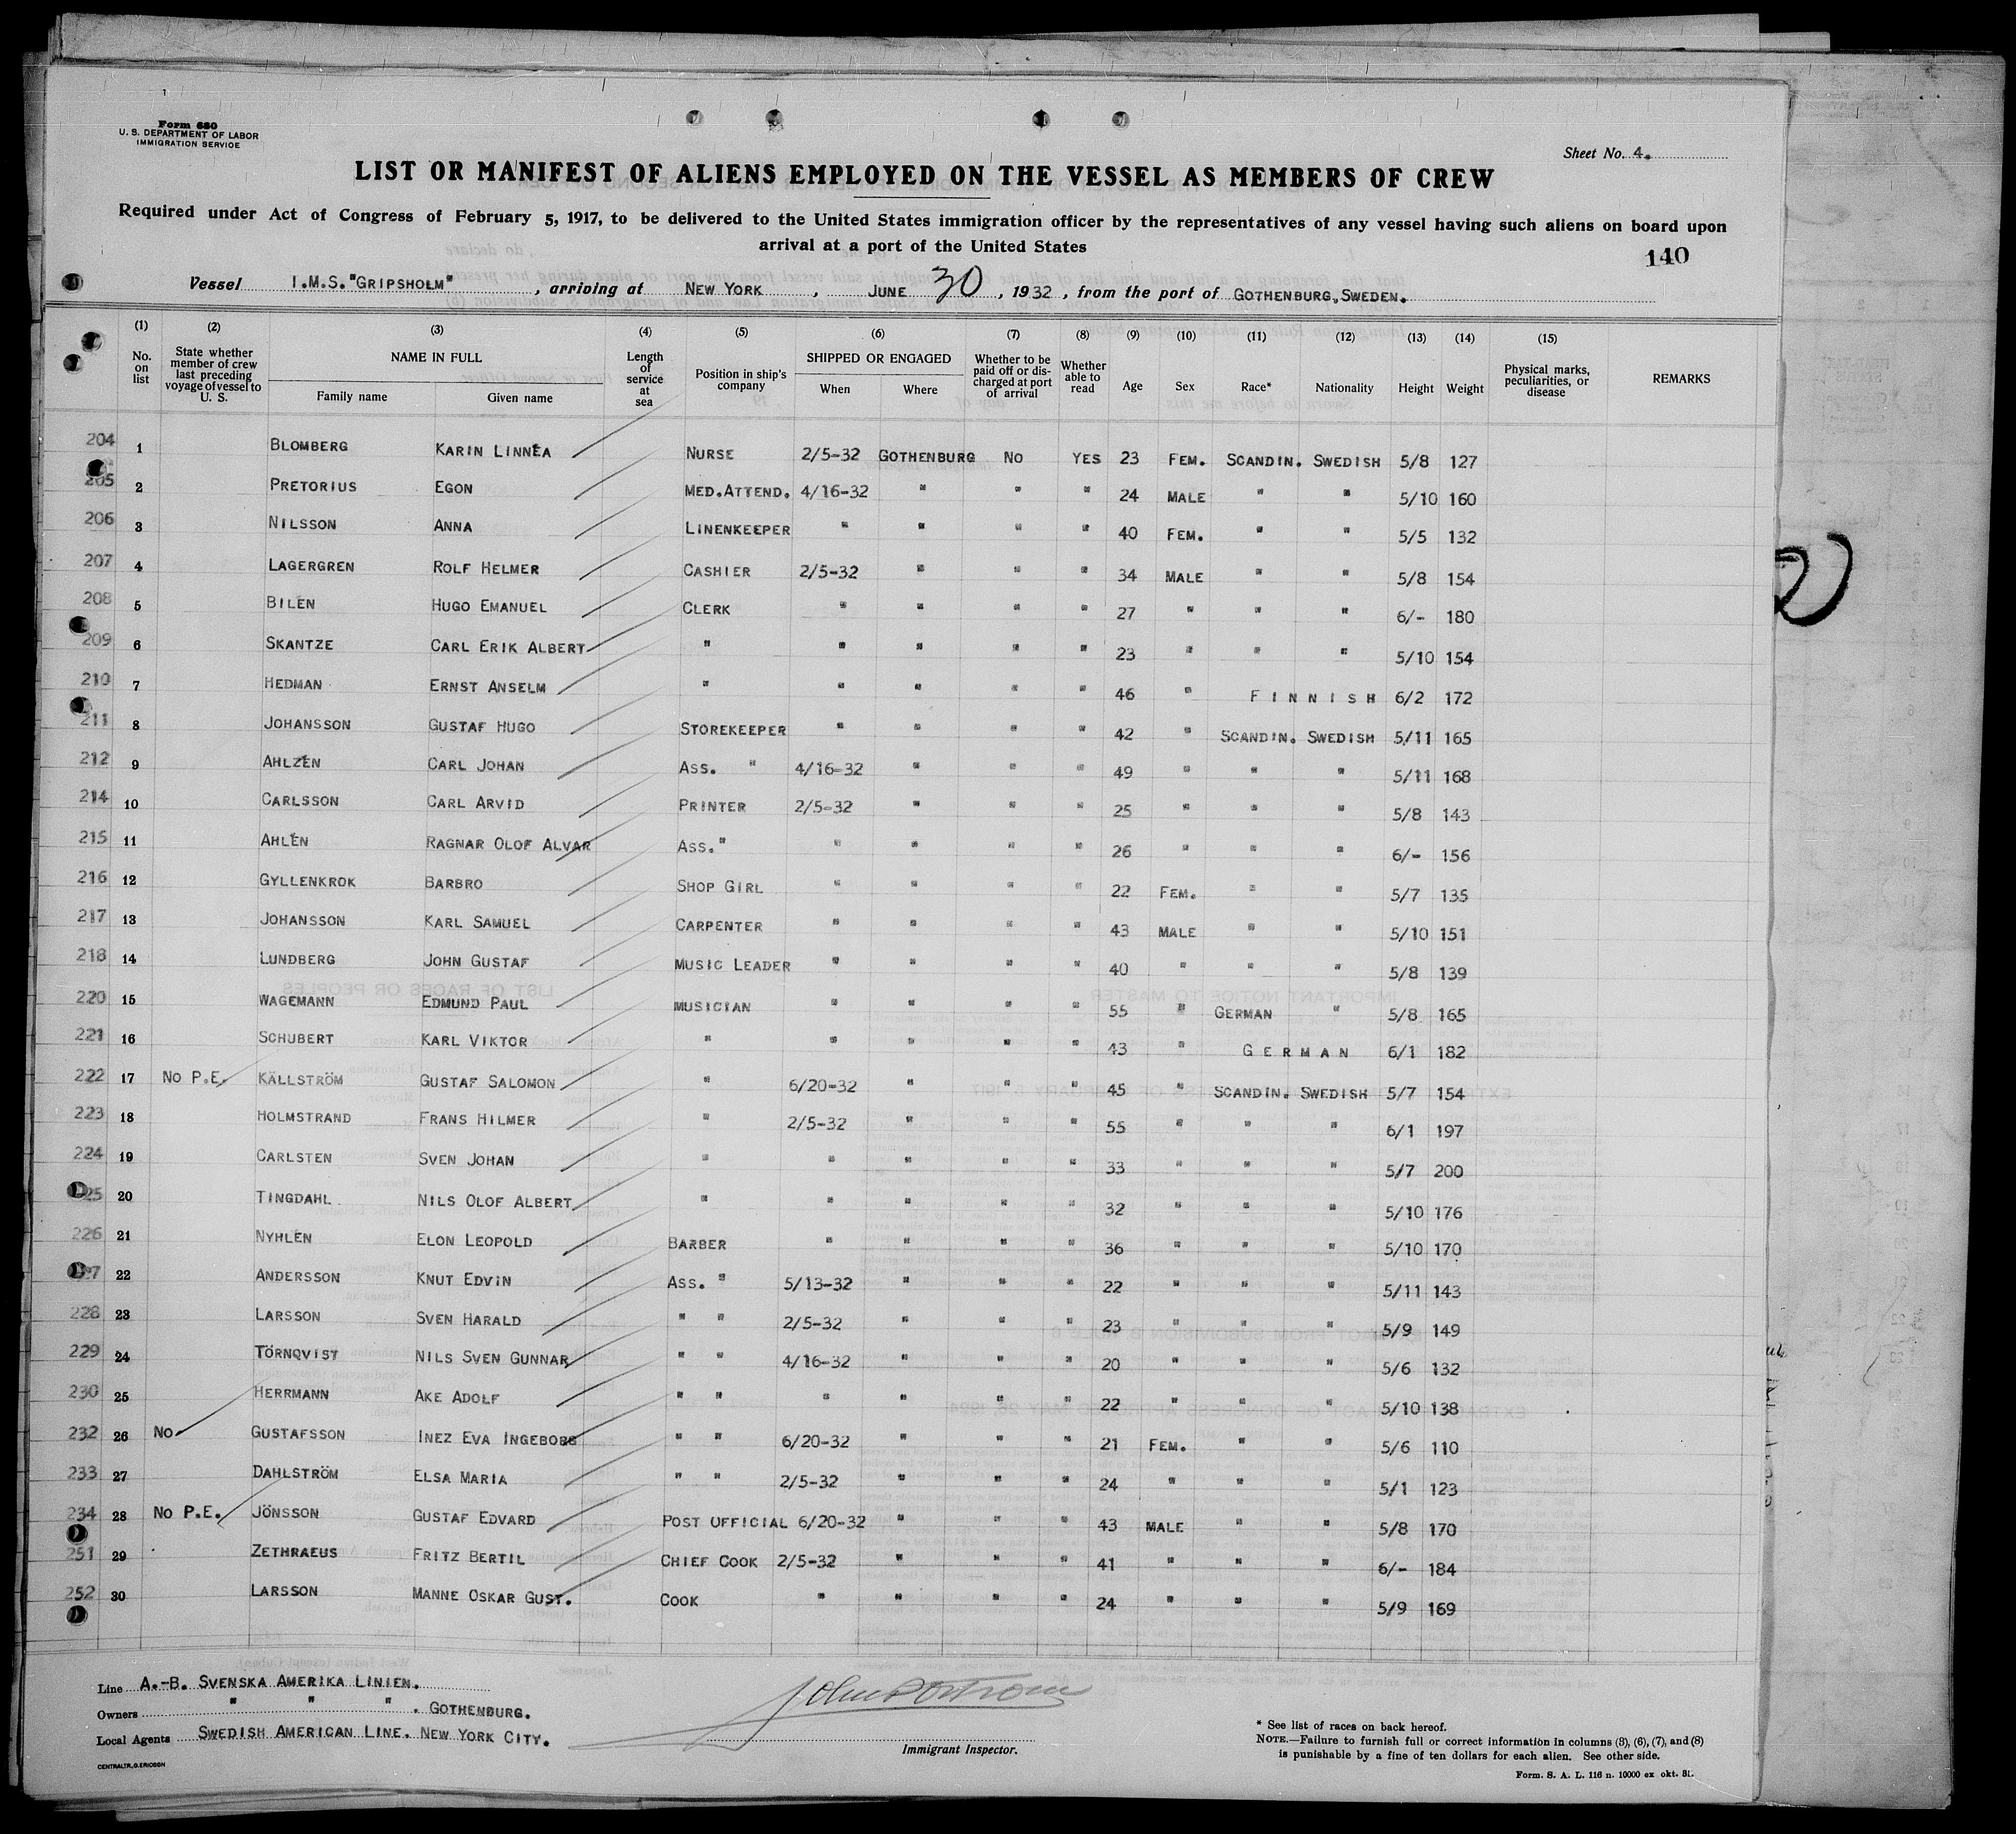 Form 680
U. S. DEPARTMENT OF LABOR
IMMIGRATION SERVICE
Sheet No. 4.
LIST OR MANIFEST OF ALIENS EMPLOYED ON THE VESSEL AS MEMBERS OF CREW
Required under Act of Congress of February 5, 1917, to be delivered to the United States immigration officer by the representatives of any vessel having such aliens on board upon
arrival at a port of the United States
140
Vessel I.M.S."GRIPSHOLM", arriving at NEW YORK, JUNE 30, 1932, from the port of GOTHENBURG, SWEDEN.
(1) (2) (3) (4) (5) (6) (7) (8) (9) (10) (11) (12) (13) (14) (15)
No. on list | State whether member of crew last preceding voyage of vessel to U. S. | NAME IN FULL Family name Given name | Length of service at sea | Position in ship's company | SHIPPED OR ENGAGED When Where | Whether to be paid off or discharged at port of arrival | Whether able to read | Age | Sex | Race* | Nationality | Height | Weight | Physical marks, peculiarities, or disease | REMARKS
204 1 BLOMBERG KARIN LINNÉA NURSE 2/5-32 GOTHENBURG NO YES 23 FEM. SCANDIN. SWEDISH 5/8 127
205 2 PRETORIUS EGON MED.ATTEND. 4/16-32 " " " 24 MALE " " 5/10 160
206 3 NILSSON ANNA LINENKEEPER " " " " 40 FEM. " " 5/5 132
207 4 LAGERGREN ROLF HELMER CASHIER 2/5-32 " " " 34 MALE " " 5/8 154
208 5 BILÉN HUGO EMANUEL CLERK " " " " 27 " " " 6/- 180
209 6 SKANTZE CARL ERIK ALBERT " " " " " 23 " " " 5/10 154
210 7 HEDMAN ERNST ANSELM " " " " " 46 " FINNISH 6/2 172
211 8 JOHANSSON GUSTAF HUGO STOREKEEPER " " " " 42 " SCANDIN. SWEDISH 5/11 165
212 9 AHLZÉN CARL JOHAN ASS. " 4/16-32 " " " 49 " " " 5/11 168
214 10 CARLSSON CARL ARVID PRINTER 2/5-32 " " " 25 " " " 5/8 143
215 11 AHLÉN RAGNAR OLOF ALVAR ASS." " " " " 26 " " " 6/- 156
216 12 GYLLENKROK BARBRO SHOP GIRL " " " " 22 FEM. " " 5/7 135
217 13 JOHANSSON KARL SAMUEL CARPENTER " " " " 43 MALE " " 5/10 151
218 14 LUNDBERG JOHN GUSTAF MUSIC LEADER " " " " 40 " " " 5/8 139
220 15 WAGEMANN EDMUND PAUL MUSICIAN " " " " 55 " GERMAN " 5/8 165
221 16 SCHUBERT KARL VIKTOR " " " " " 43 " GERMAN 6/1 182
222 17 NO P.E. KÄLLSTRÖM GUSTAF SALOMON " 6/20-32 " " " 45 " SCANDIN. SWEDISH 5/7 154
223 18 HOLMSTRAND FRANS HILMER " 2/5-32 " " " 55 " " " 6/1 197
224 19 CARLSTEN SVEN JOHAN " " " " " 33 " " " 5/7 200
225 20 TINGDAHL NILS OLOF ALBERT " " " " " 32 " " " 5/10 176
226 21 NYHLÉN ELON LEOPOLD BARBER " " " " 36 " " " 5/10 170
227 22 ANDERSSON KNUT EDVIN ASS. " 5/13-32 " " " 22 " " " 5/11 143
228 23 LARSSON SVEN HARALD " " 2/5-32 " " " 23 " " " 5/9 149
229 24 TÖRNQVIST NILS SVEN GUNNAR " " 4/16-32 " " " 20 " " " 5/6 132
230 25 HERRMANN AKE ADOLF " " " " " " 22 " " " 5/10 138
232 26 NO GUSTAFSSON INEZ EVA INGEBORG " " 6/20-32 " " " 21 FEM. " " 5/6 110
233 27 DAHLSTRÖM ELSA MARIA " " 2/5-32 " " " 24 " " " 5/1 123
234 28 NO P.E. JÖNSSON GUSTAF EDVARD POST OFFICIAL 6/20-32 " " " 43 MALE " " 5/8 170
251 29 ZETHRAEUS FRITZ BERTIL CHIEF COOK 2/5-32 " " " 41 " " " 6/- 184
252 30 LARSSON MANNE OSKAR GUST. COOK " " " " 24 " " " 5/9 169
Line A.-B. SVENSKA AMERIKA LINIEN.
Owners " " " . GOTHENBURG.
Local Agents SWEDISH AMERICAN LINE. NEW YORK CITY.
CENTRALTR., G. ERICSON
Immigrant Inspector.
* See list of races on back hereof.
NOTE.—Failure to furnish full or correct information in columns (3), (6), (7), and (8)
is punishable by a fine of ten dollars for each alien. See other side.
Form. S. A. L. 116 n. 10000 ex okt. 31.